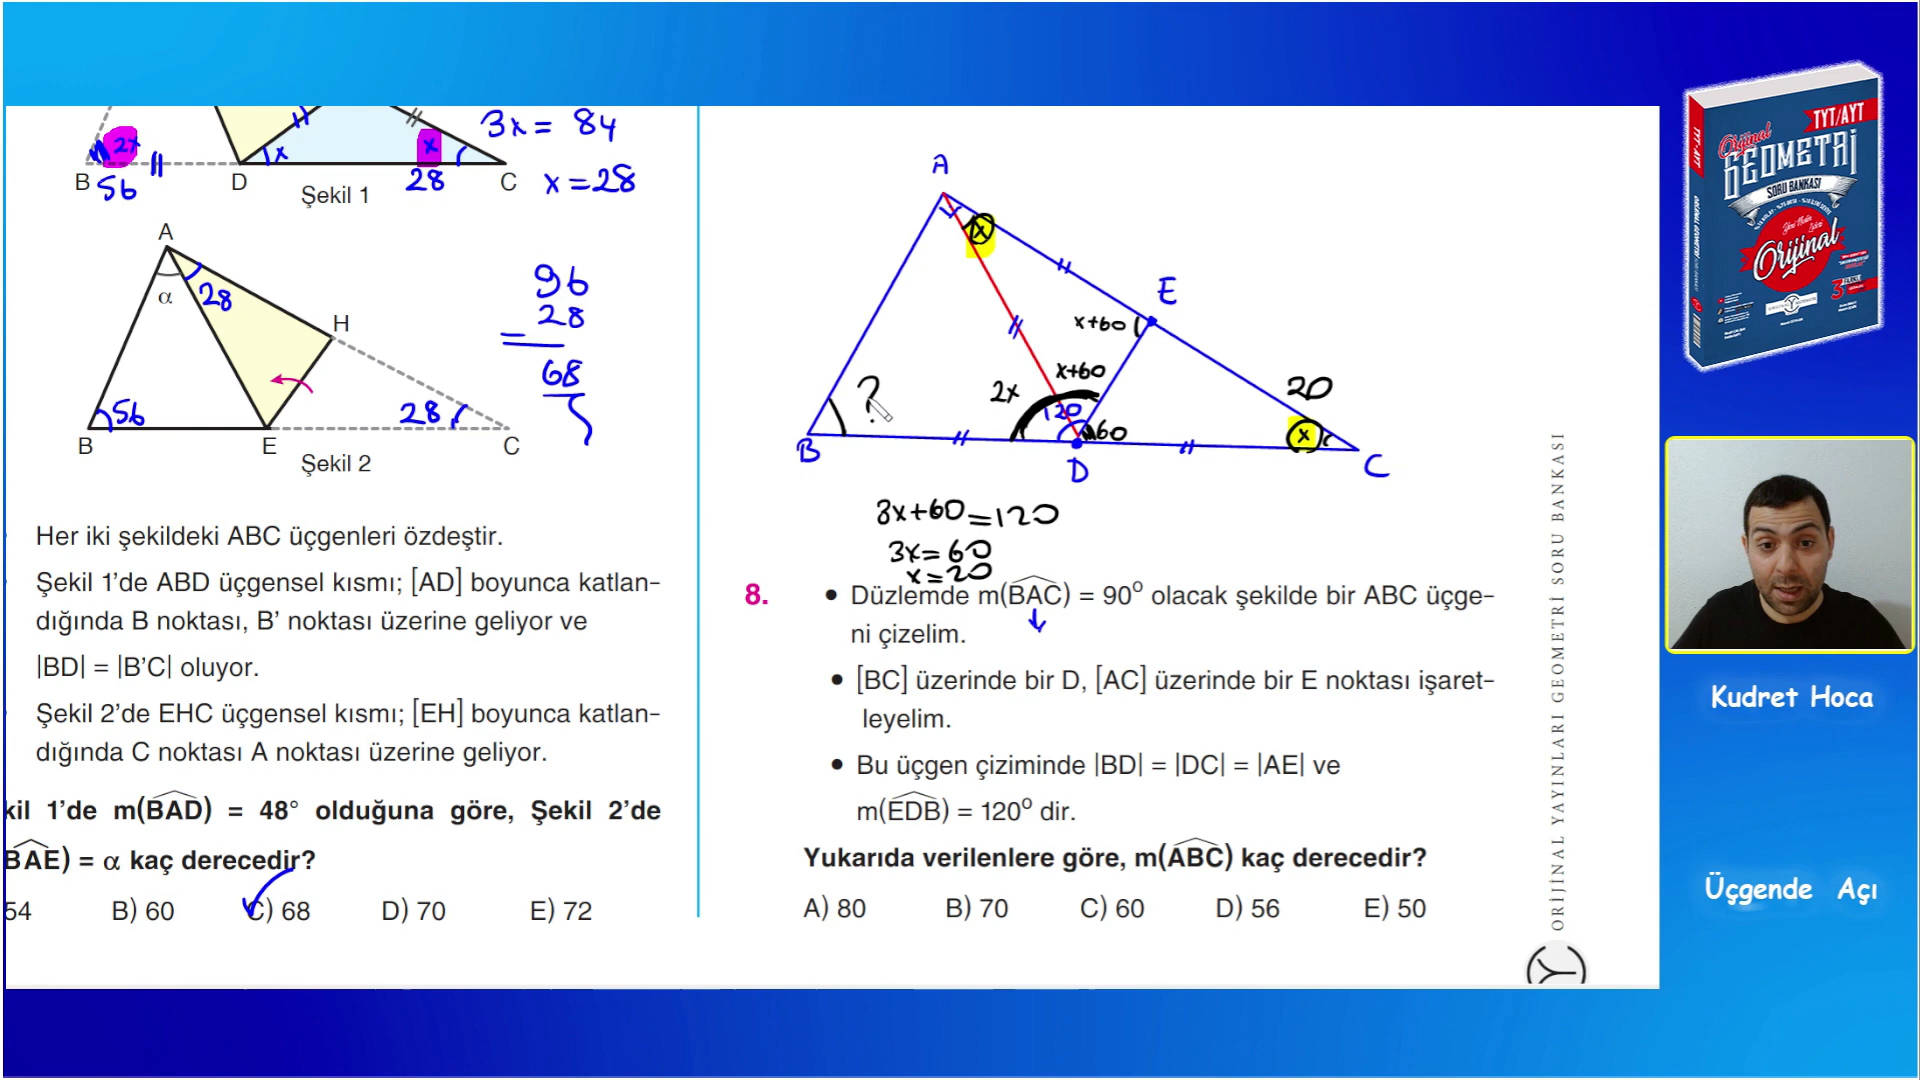 2x
x
x
3x = 84
B 56 D 28 C x = 28
Şekil 1
A
α 28 H
56 28
B E C
Şekil 2
96
28
=
68
A
x
E
x+60
x+60
2x 120 60
20
x
?
B D C
3x+60=120
3x=60
x=20
Her iki şekildeki ABC üçgenleri özdeştir.
Şekil 1’de ABD üçgensel kısmı; [AD] boyunca katlan-
dığında B noktası, B’ noktası üzerine geliyor ve
|BD| = |B’C| oluyor.
Şekil 2’de EHC üçgensel kısmı; [EH] boyunca katlan-
dığında C noktası A noktası üzerine geliyor.
kil 1’de m(BAD) = 48° olduğuna göre, Şekil 2’de
BAE) = α kaç derecedir?
54 B) 60 C) 68 D) 70 E) 72
8. • Düzlemde m(BAC) = 90⁰ olacak şekilde bir ABC üçge-
ni çizelim.
• [BC] üzerinde bir D, [AC] üzerinde bir E noktası işaret-
leyelim.
• Bu üçgen çiziminde |BD| = |DC| = |AE| ve
m(EDB) = 120⁰ dir.
Yukarıda verilenlere göre, m(ABC) kaç derecedir?
A) 80 B) 70 C) 60 D) 56 E) 50
ORİJİNAL YAYINLARI GEOMETRİ SORU BANKASI
TYT/AYT
Orijinal
GEOMETRİ
SORU BANKASI
Orijinal
TYT-AYT
3
Kudret Hoca
Üçgende Açı